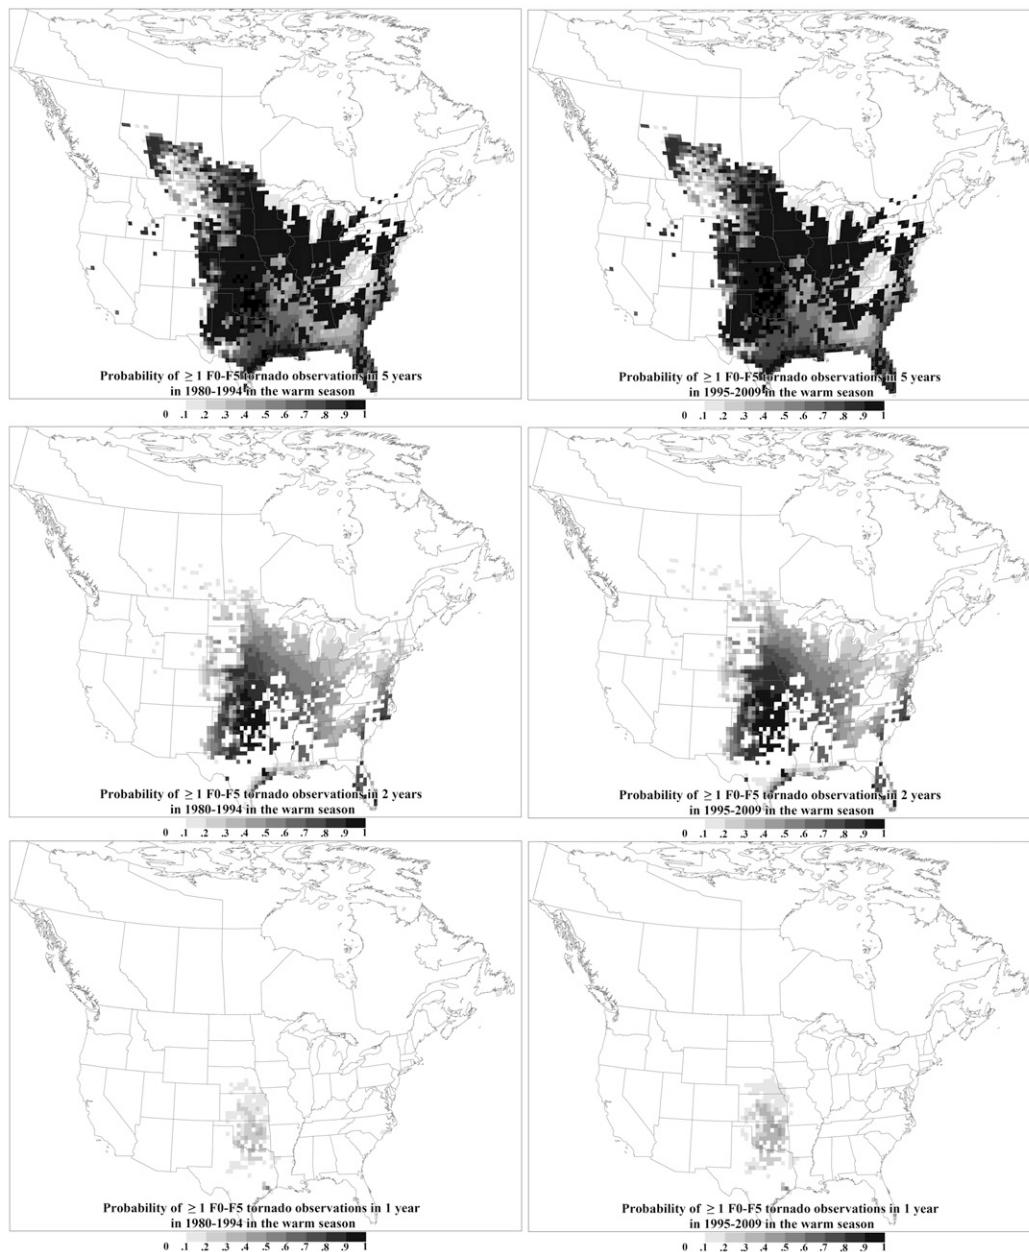 Probability of ≥ 1 F0-F5 tornado observations in 5 years
in 1980-1994 in the warm season
0 .1 .2 .3 .4 .5 .6 .7 .8 .9 1
Probability of ≥ 1 F0-F5 tornado observations in 5 years
in 1995-2009 in the warm season
0 .1 .2 .3 .4 .5 .6 .7 .8 .9 1
Probability of ≥ 1 F0-F5 tornado observations in 2 years
in 1980-1994 in the warm season
0 .1 .2 .3 .4 .5 .6 .7 .8 .9 1
Probability of ≥ 1 F0-F5 tornado observations in 2 years
in 1995-2009 in the warm season
0 .1 .2 .3 .4 .5 .6 .7 .8 .9 1
Probability of ≥ 1 F0-F5 tornado observations in 1 year
in 1980-1994 in the warm season
0 .1 .2 .3 .4 .5 .6 .7 .8 .9 1
Probability of ≥ 1 F0-F5 tornado observations in 1 year
in 1995-2009 in the warm season
0 .1 .2 .3 .4 .5 .6 .7 .8 .9 1